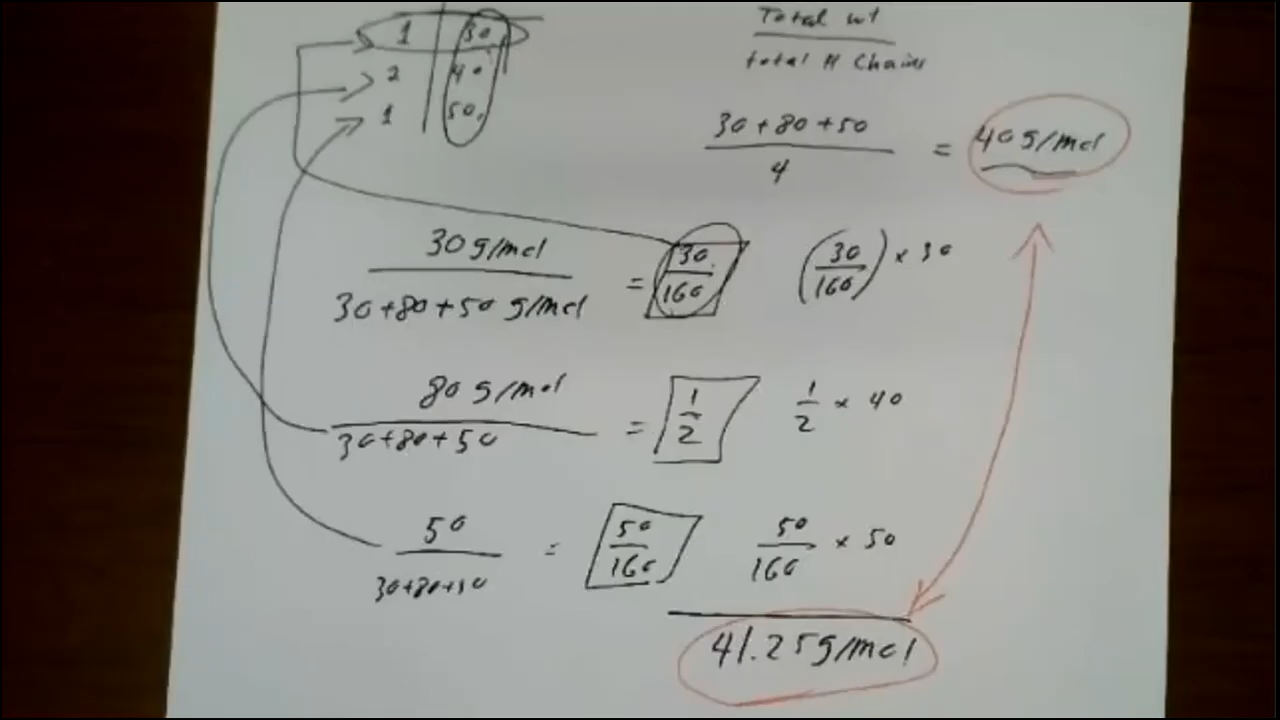 1 30
2 40
1 50.
Total wt
total # Chains
30+80+50
4
= 40 g/mol
30 g/mol
30+80+50 g/mol
= 30
160
(30
160) × 30
80 g/mol
30+80+50
= 1
2
1
2 × 40
50
30+80+50
= 50
160
50
160 × 50
41.25 g/mol